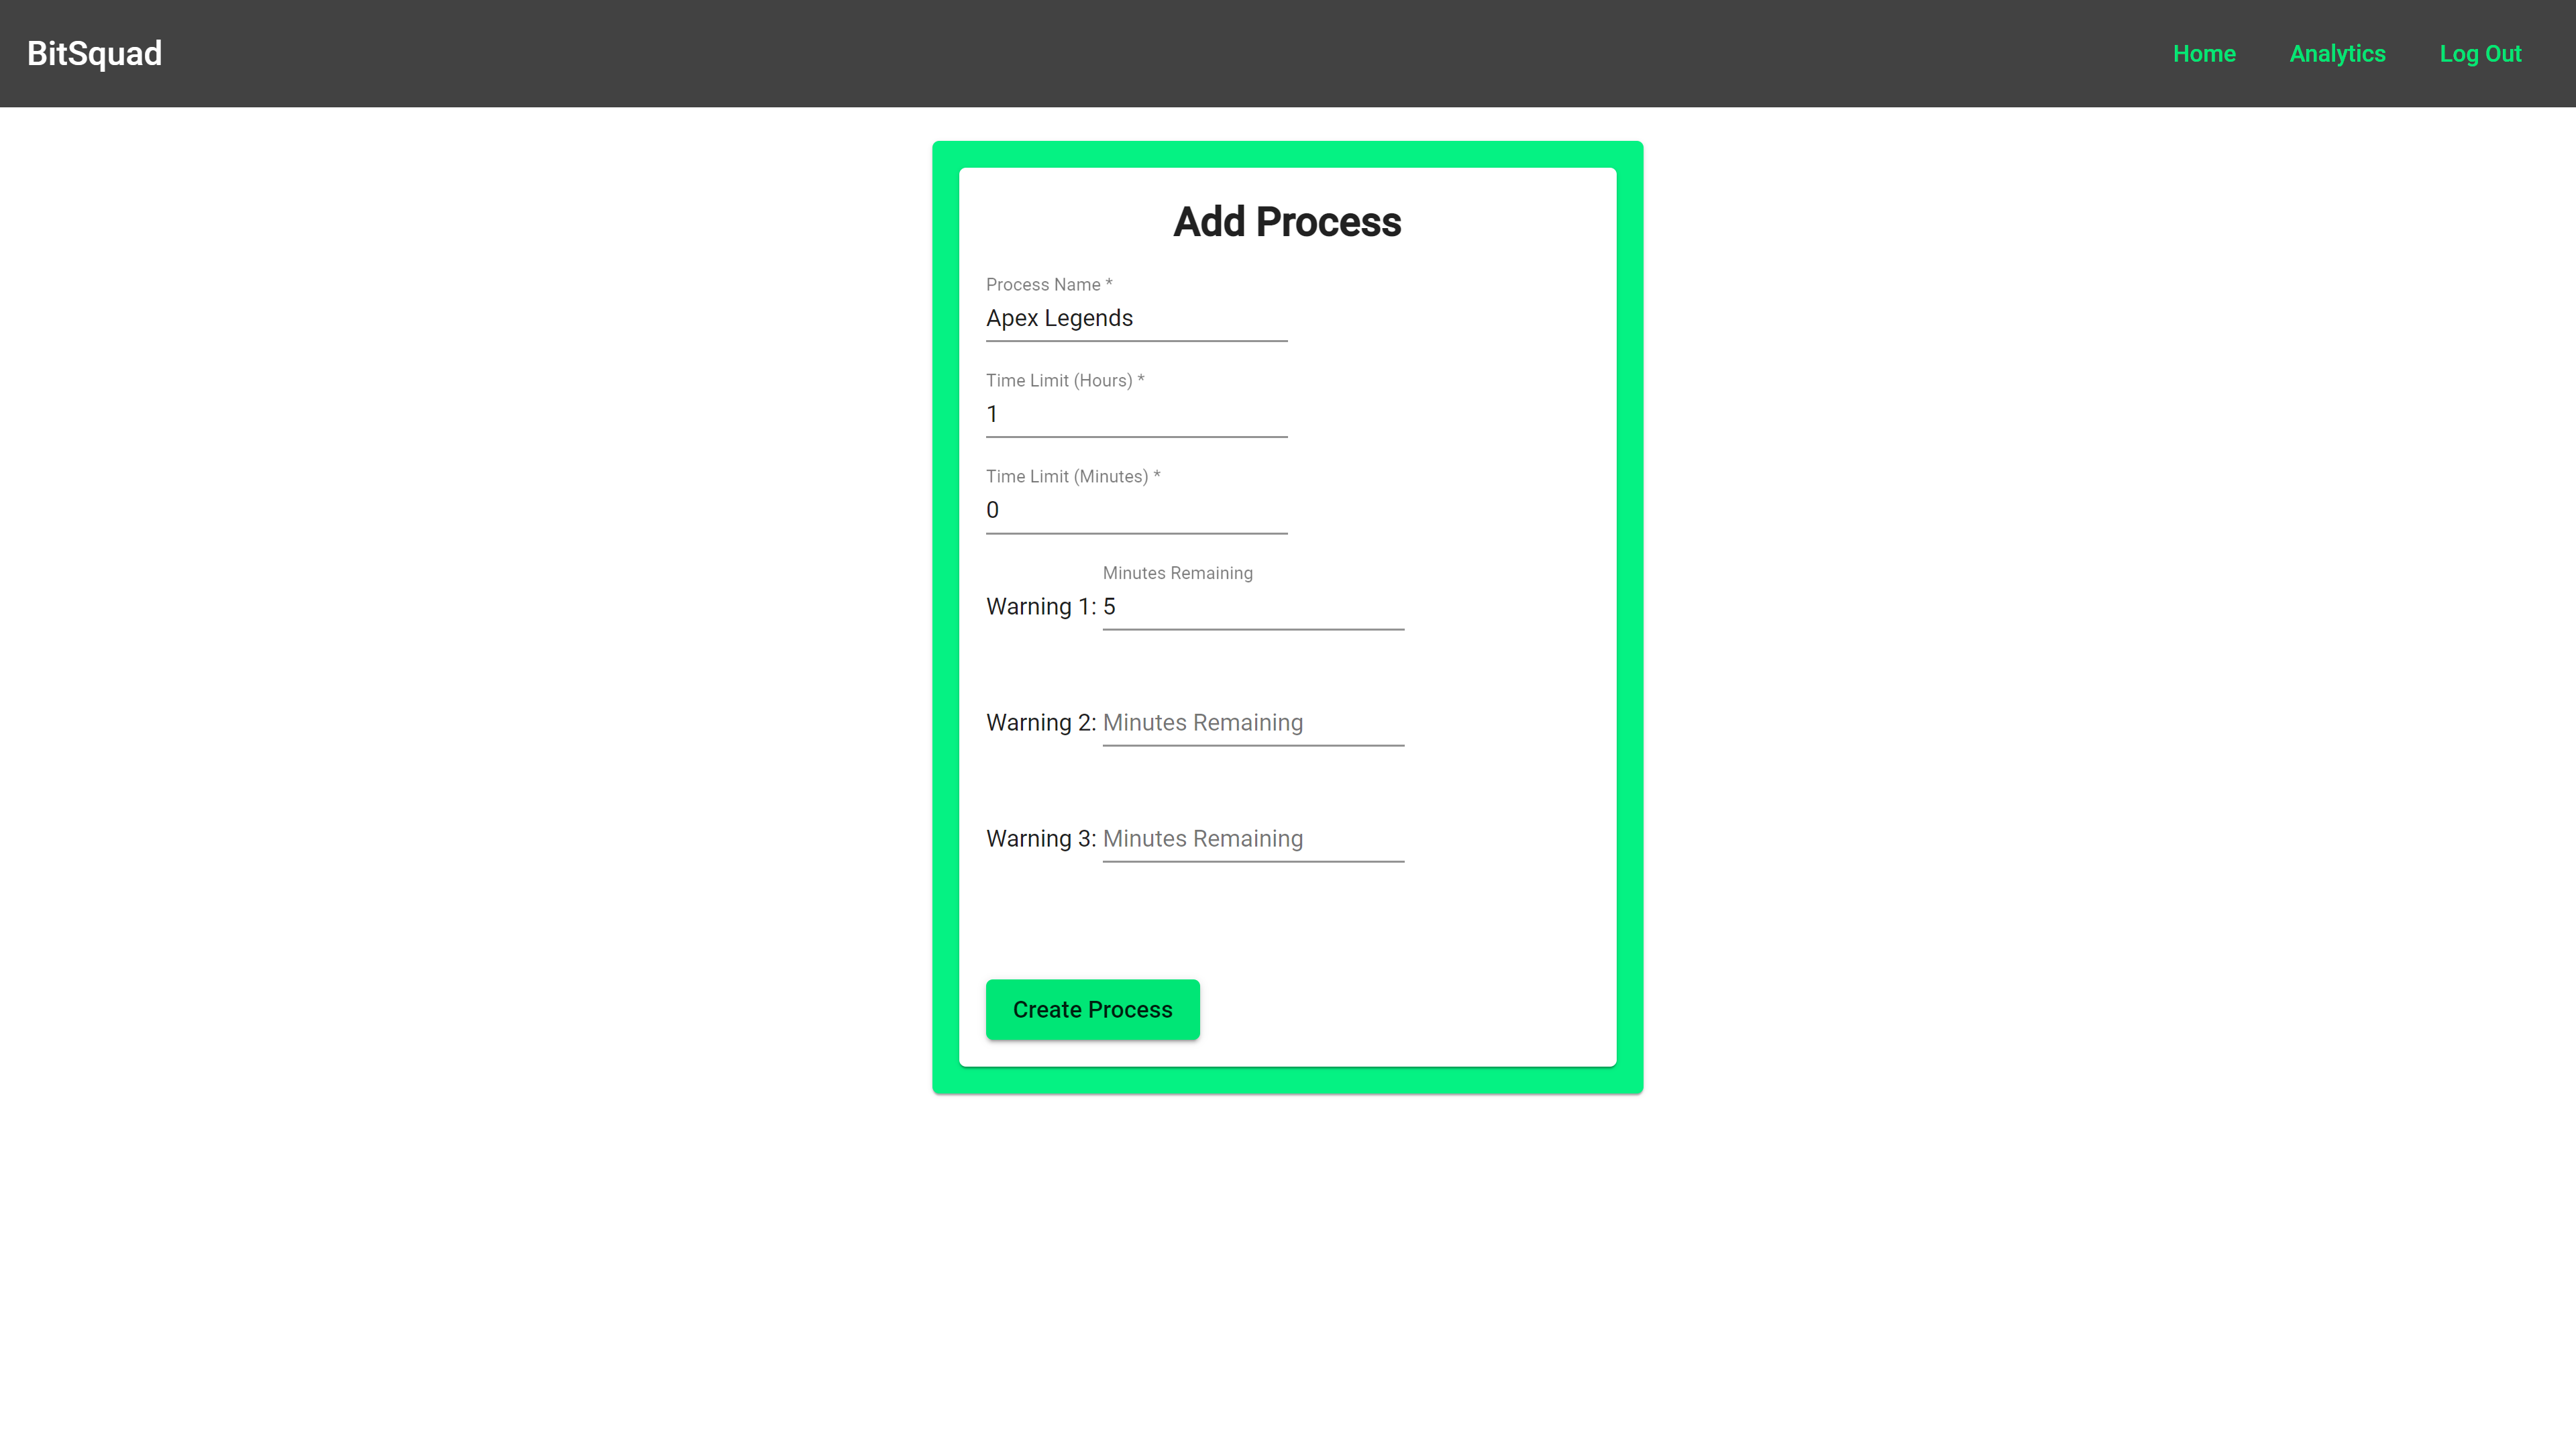 BitSquad
Home Analytics Log Out
Add Process
Process Name *
Apex Legends
Time Limit (Hours) *
1
Time Limit (Minutes) *
0
Minutes Remaining
Warning 1: 5
Warning 2: Minutes Remaining
Warning 3: Minutes Remaining
Create Process